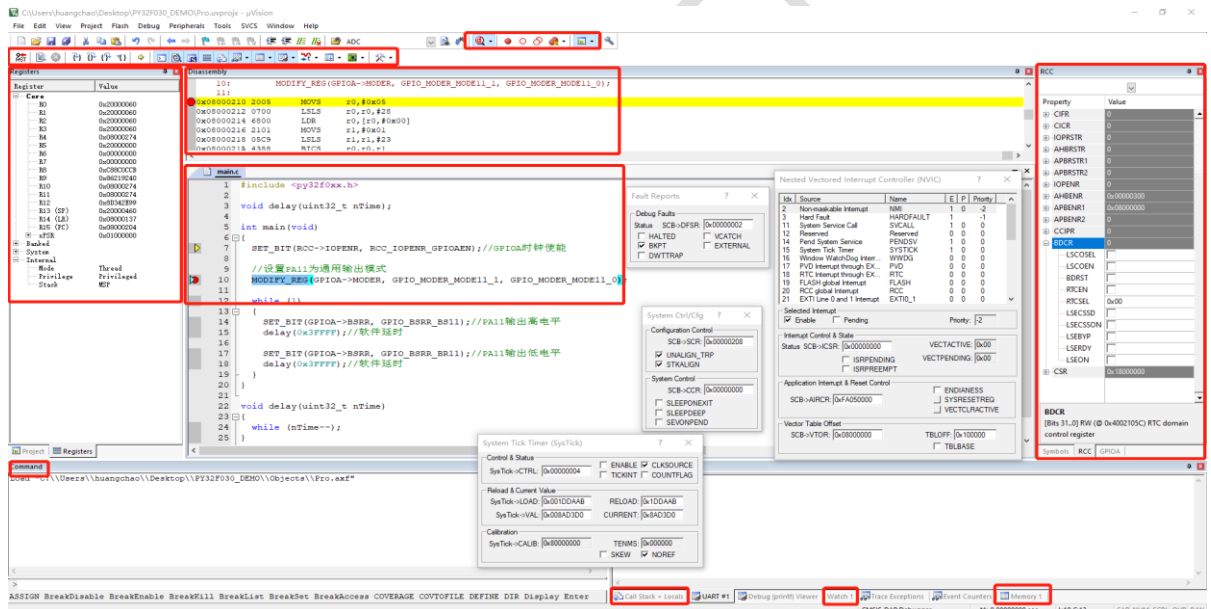 C:\Users\huangchao\Desktop\PY32F030_DEMO\Pro.uvprojx - µVision
File Edit View Project Flash Debug Peripherals Tools SVCS Window Help
ADC
Registers
Register Value
Core
R0 0x20000060
R1 0x20000060
R2 0x20000060
R3 0x20000060
R4 0x08000274
R5 0x20000000
R6 0x00000000
R7 0x00000000
R8
R9
R10 0x08000274
R11 0x08000274
R12
R13 (SP) 0x20000460
R14 (LR) 0x08000137
R15 (PC) 0x08000204
xPSR 0x01000000
Banked
System
Internal
Mode Thread
Privilege Privileged
Stack MSP
Project Registers
Disassembly
10: MODIFY_REG(GPIOA->MODER, GPIO_MODER_MODE11_1, GPIO_MODER_MODE11_0);
11:
0x08000210 2005 MOVS r0,#0x05
0x08000212 0700 LSLS r0,r0,#28
0x08000214 6800 LDR r0,[r0,#0x00]
0x08000216 2101 MOVS r1,#0x01
0x08000218 05C9 LSLS r1,r1,#23
0x0800021A 4388 BICS r0,r0,r1
main.c
1 #include <py32f0xx.h>
2
3 void delay(uint32_t nTime);
4
5 int main(void)
6 {
7 SET_BIT(RCC->IOPENR, RCC_IOPENR_GPIOAEN);//GPIOA时钟使能
8
9 //设置PA11为通用输出模式
10 MODIFY_REG(GPIOA->MODER, GPIO_MODER_MODE11_1, GPIO_MODER_MODE11_0);
11
12 while (1)
13 {
14 SET_BIT(GPIOA->BSRR, GPIO_BSRR_BS11);//PA11输出高电平
15 delay(0x3FFFF);//软件延时
16
17 SET_BIT(GPIOA->BSRR, GPIO_BSRR_BR11);//PA11输出低电平
18 delay(0x3FFFF);//软件延时
19 }
20 }
21
22 void delay(uint32_t nTime)
23 {
24 while (nTime--);
25 }
Fault Reports
Debug Faults
Status SCB->DFSR: 0x00000002
HALTED VCATCH
BKPT EXTERNAL
DWTTRAP
System Ctrl/Cfg
Configuration Control
SCB->SCR: 0x00000208
UNALIGN_TRP
STKALIGN
System Control
SCB->CCR: 0x00000000
SLEEPONEXIT
SLEEPDEEP
SEVONPEND
System Tick Timer (SysTick)
Control & Status
SysTick->CTRL: 0x00000004 ENABLE CLKSOURCE
TICKINT COUNTFLAG
Reload & Current Value
SysTick->LOAD: 0x001DDAAB RELOAD: 0x1DDAAB
SysTick->VAL: 0x008AD3D0 CURRENT: 0x8AD3D0
Calibration
SysTick->CALIB: 0x80000000 TENMS: 0x000000
SKEW NOREF
Nested Vectored Interrupt Controller (NVIC)
Idx Source Name E P Priority
2 Non-maskable Interrupt NMI 1 0 -2
3 Hard Fault HARDFAULT 1 -1
11 System Service Call SVCALL 1 0 0
12 Reserved Reserved 0 0 0
14 Pend System Service PENDSV 1 0 0
15 System Tick Timer SYSTICK 1 0 0
16 Window WatchDog Interr... WWDG 0 0 0
17 PVD Interrupt through EX... PVD 0 0 0
18 RTC Interrupt through EX... RTC 0 0 0
19 FLASH global Interrupt FLASH 0 0 0
20 RCC global Interrupt RCC 0 0 0
21 EXTI Line 0 and 1 Interrupt EXTI0_1 0 0 0
Selected Interrupt
Enable Pending Priority: -2
Interrupt Control & State
Status SCB->ICSR: 0x00000000 VECTACTIVE: 0x00
ISRPENDING VECTPENDING: 0x00
ISRPREEMPT
Application Interrupt & Reset Control
SCB->AIRCR: 0xFA050000 ENDIANESS
SYSRESETREQ
VECTCLRACTIVE
Vector Table Offset
SCB->VTOR: 0x08000000 TBLOFF: 0x100000
TBLBASE
RCC
Property Value
CIFR 0
CICR 0
IOPRSTR 0
AHBRSTR 0
APBRSTR1 0
APBRSTR2 0
IOPENR 0
AHBENR 0x00000300
APBENR1 0x08000000
APBENR2 0
CCIPR 0
BDCR 0
LSCOSEL
LSCOEN
BDRST
RTCEN
RTCSEL 0x00
LSECSSD
LSECSSON
LSEBYP
LSERDY
LSEON
CSR 0x18000000
BDCR
[Bits 31..0] RW (@ 0x4002105C) RTC domain
control register
Symbols RCC GPIOA
Command
Load "C:\\Users\\huangchao\\Desktop\\PY32F030_DEMO\\Objects\\Pro.axf"
>
ASSIGN BreakDisable BreakEnable BreakKill BreakList BreakSet BreakAccess COVERAGE COVTOFILE DEFINE DIR Display Enter
Call Stack + Locals UART #1 Debug (printf) Viewer Watch 1 Trace Exceptions Event Counters Memory 1